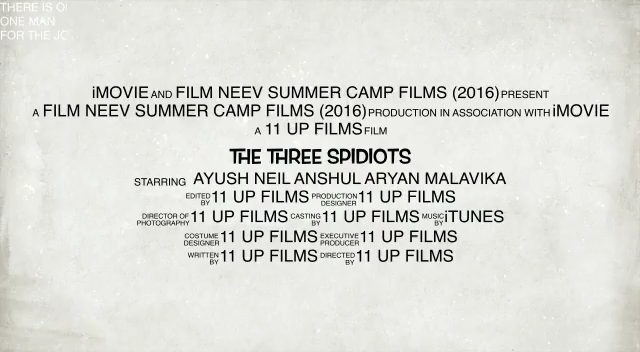 THERE IS
ONE MAN
FOR THE
iMOVIE AND FILM NEEV SUMMER CAMP FILMS (2016) PRESENT
A FILM NEEV SUMMER CAMP FILMS (2016) PRODUCTION IN ASSOCIATION WITH iMOVIE
A 11 UP FILMS FILM
THE THREE SPIDIOTS
STARRING AYUSH NEIL ANSHUL ARYAN MALAVIKA
EDITED BY 11 UP FILMS PRODUCTION DESIGNER 11 UP FILMS
DIRECTOR OF PHOTOGRAPHY 11 UP FILMS CASTING BY 11 UP FILMS MUSIC BY iTUNES
COSTUME DESIGNER 11 UP FILMS EXECUTIVE PRODUCER 11 UP FILMS
WRITTEN BY 11 UP FILMS DIRECTED BY 11 UP FILMS